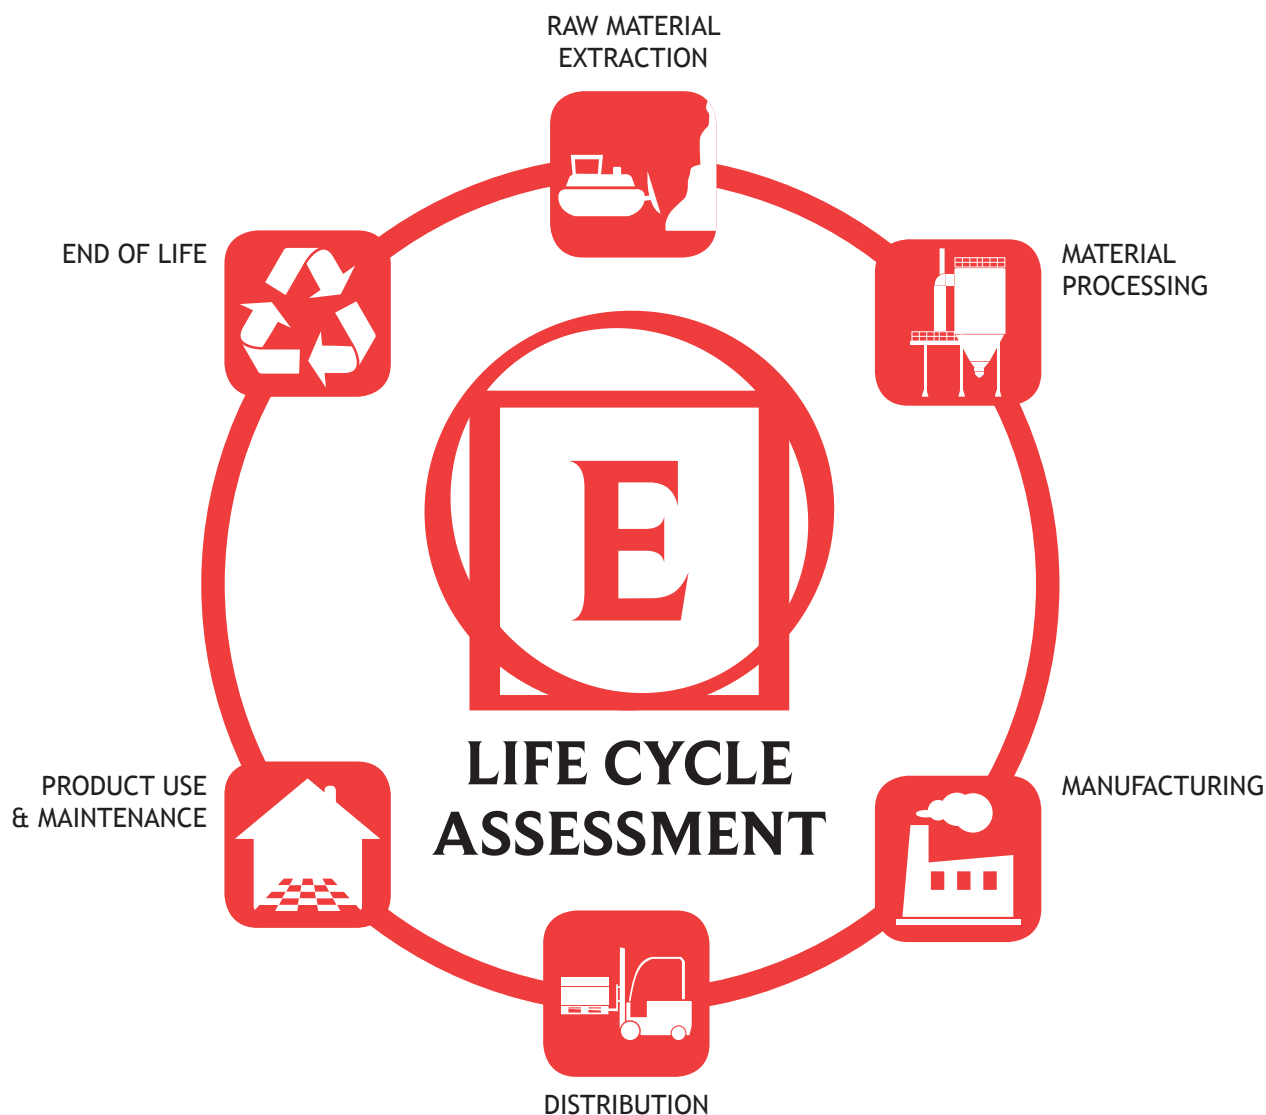 RAW MATERIAL
EXTRACTION
MATERIAL
PROCESSING
MANUFACTURING
DISTRIBUTION
PRODUCT USE
& MAINTENANCE
END OF LIFE
E
LIFE CYCLE
ASSESSMENT